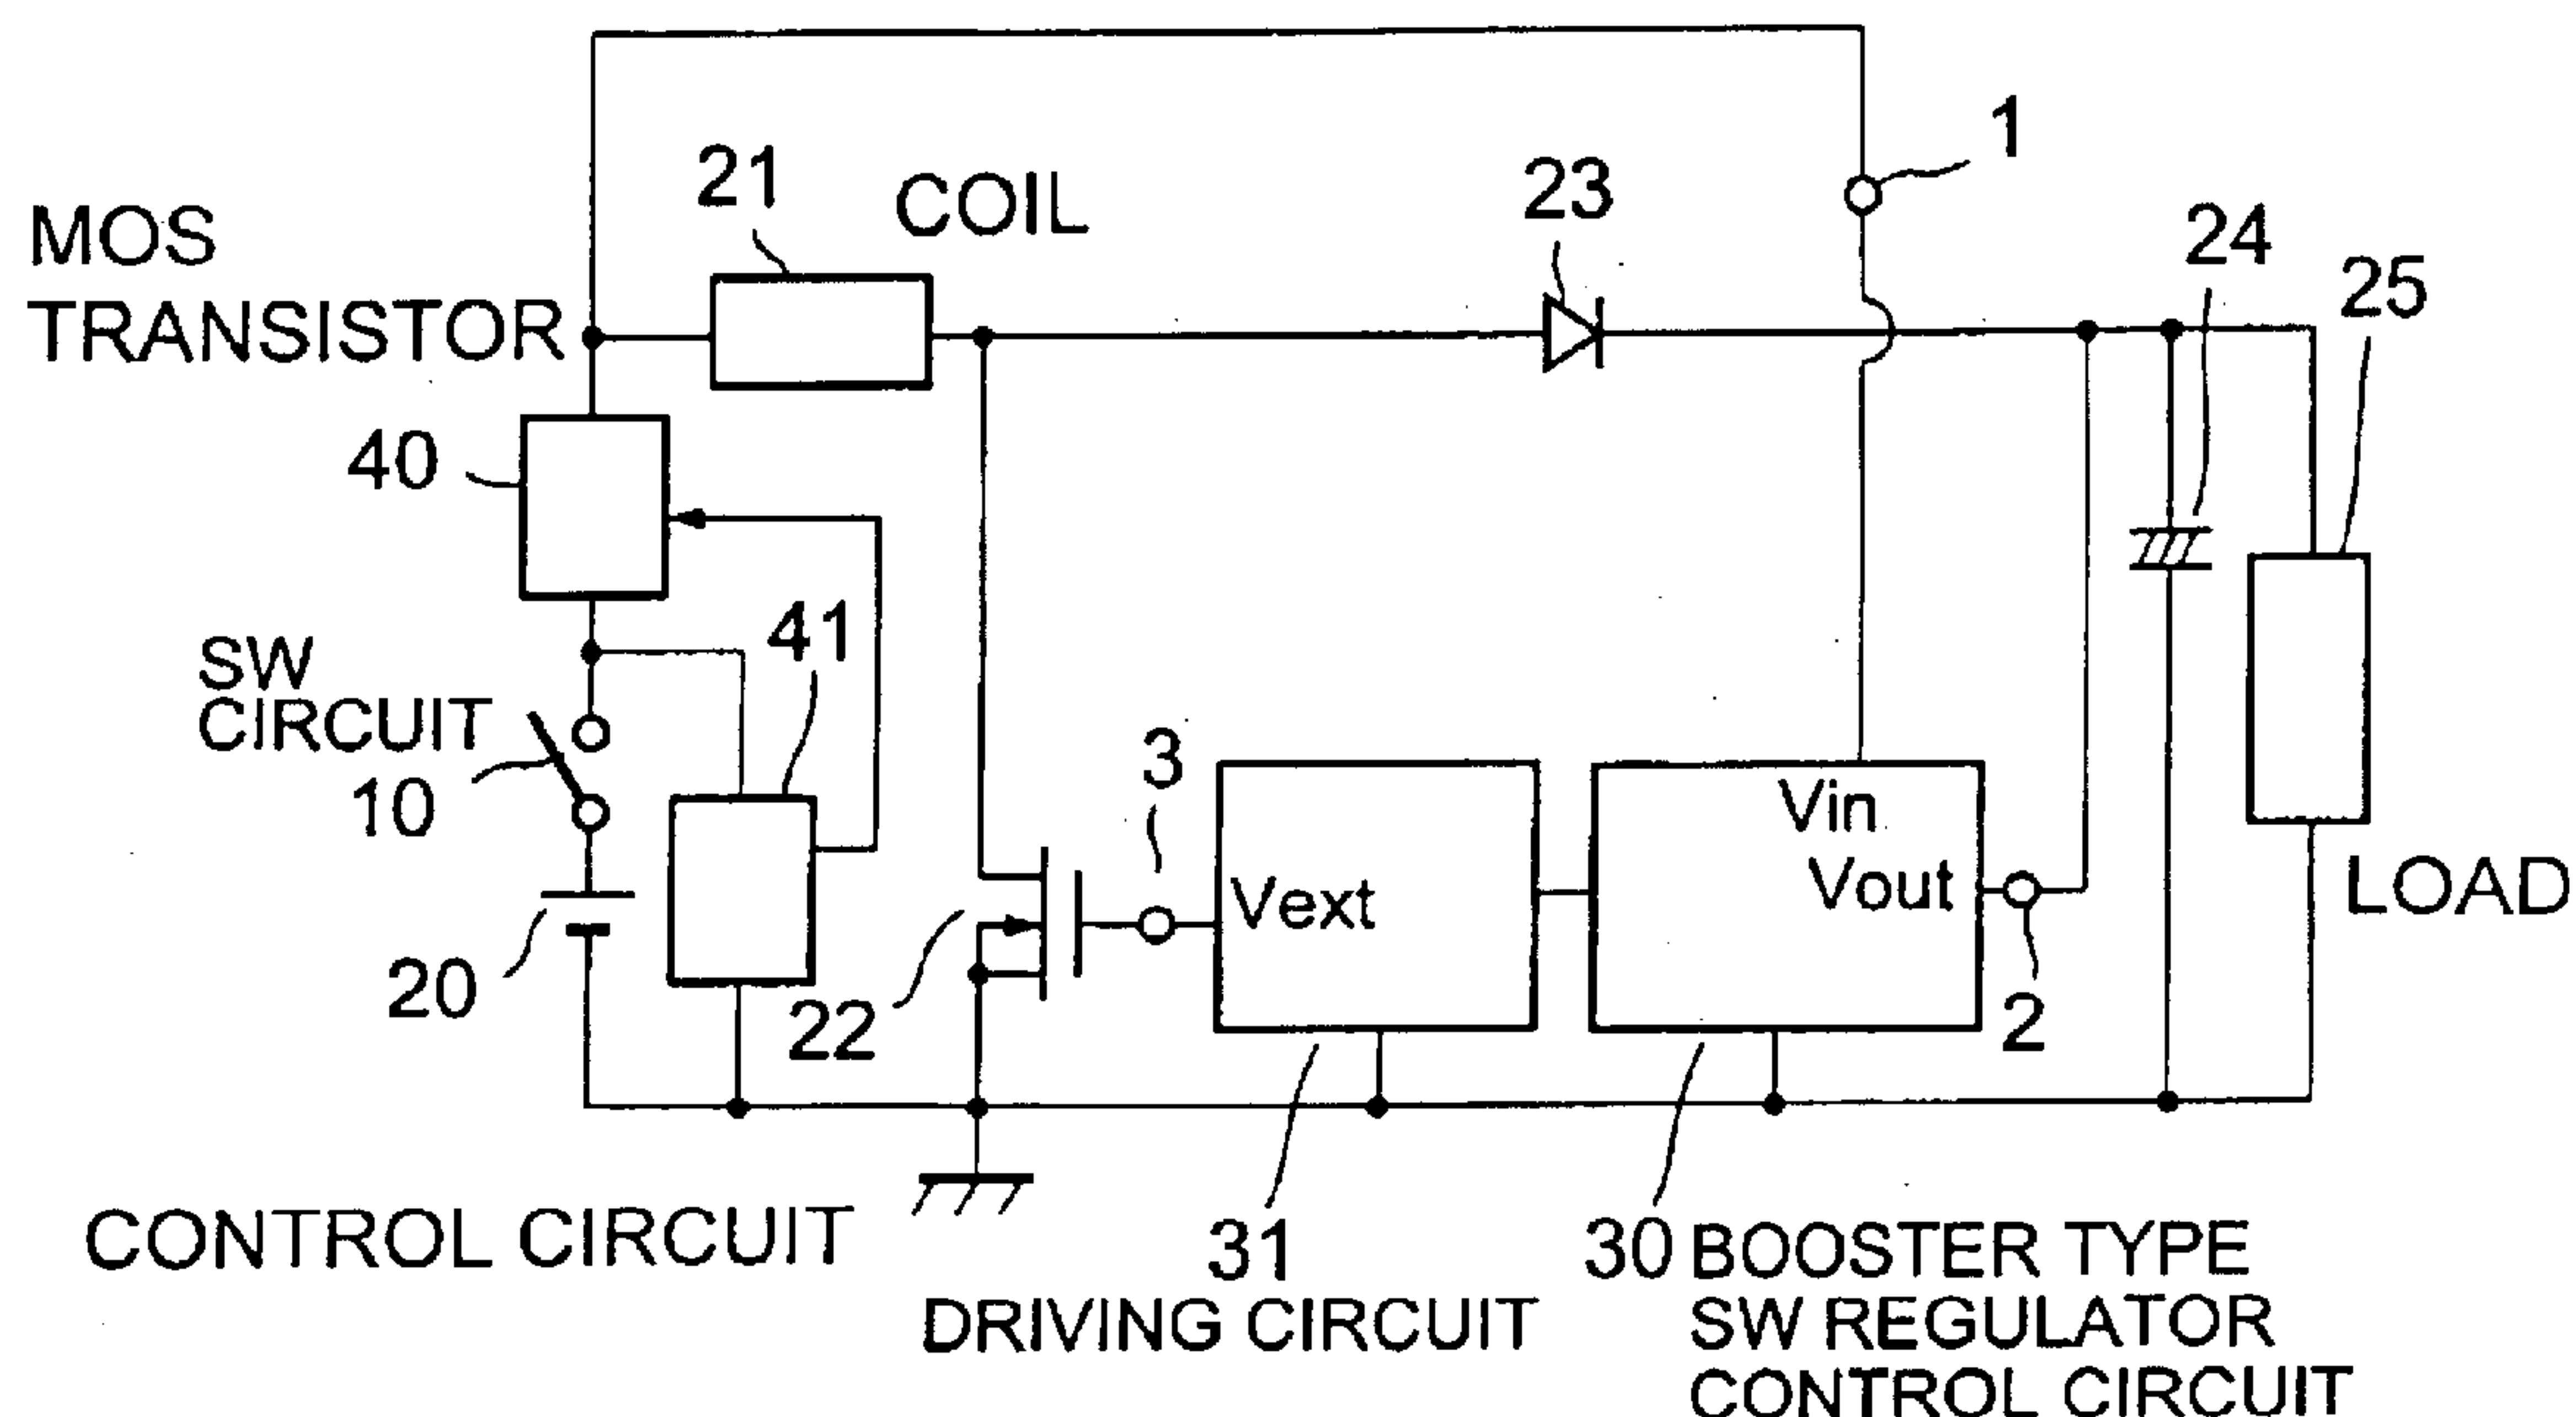 1
21
COIL
23
24
25
MOS
TRANSISTOR
40
41
SW
CIRCUIT
10
3
Vin
Vout
Vext
LOAD
20
22
2
CONTROL CIRCUIT
31
DRIVING CIRCUIT
30 BOOSTER TYPE
SW REGULATOR
CONTROL CIRCUIT